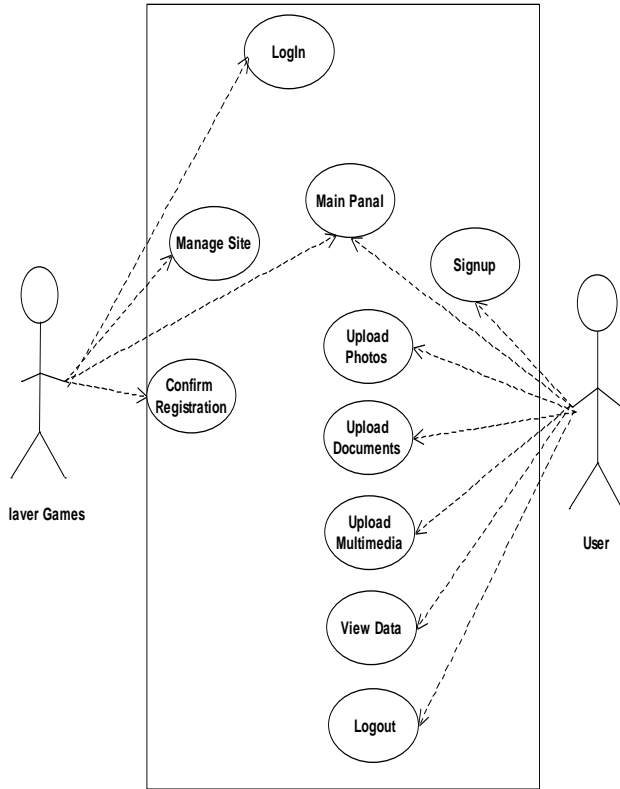 LogIn
Main Panal
Manage Site
Signup
Upload
Photos
Confirm
Registration
Upload
Documents
laver Games
Upload
Multimedia
User
View Data
Logout